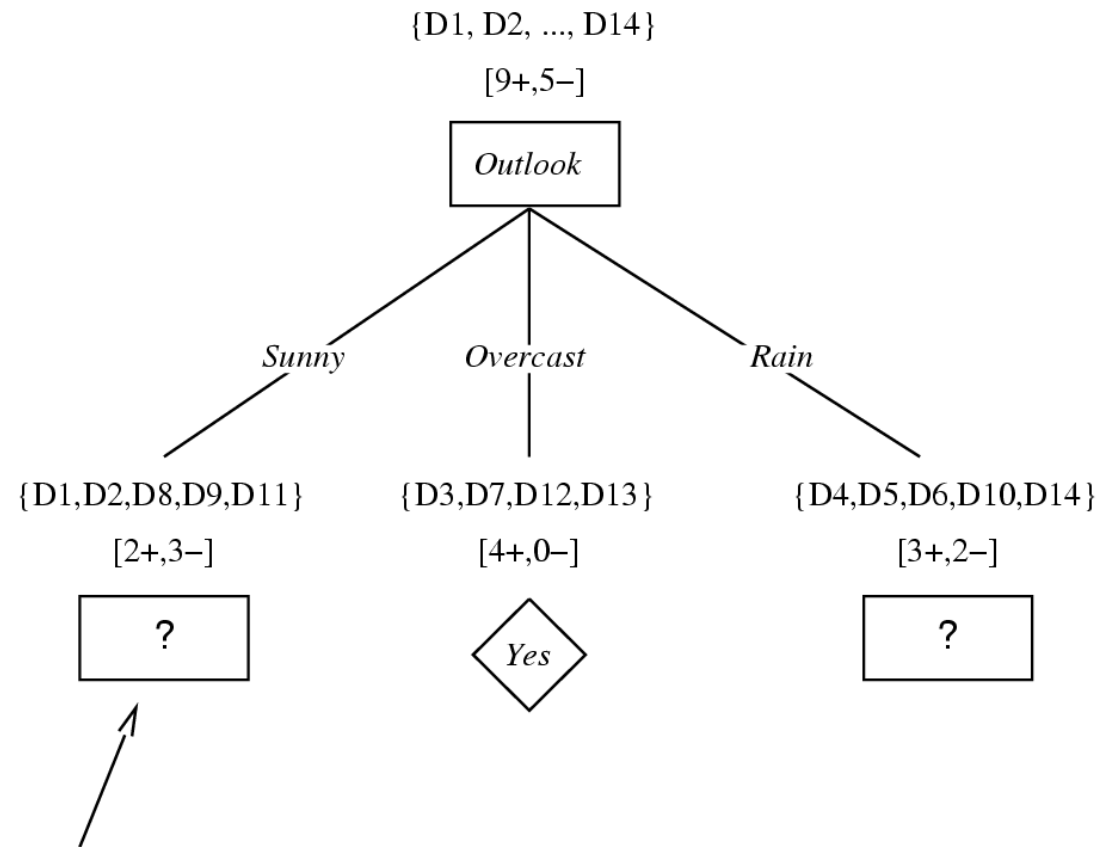 {D1, D2, ..., D14}
[9+,5−]
Outlook
Sunny Overcast Rain
{D1,D2,D8,D9,D11} {D3,D7,D12,D13} {D4,D5,D6,D10,D14}
[2+,3−] [4+,0−] [3+,2−]
? Yes ?